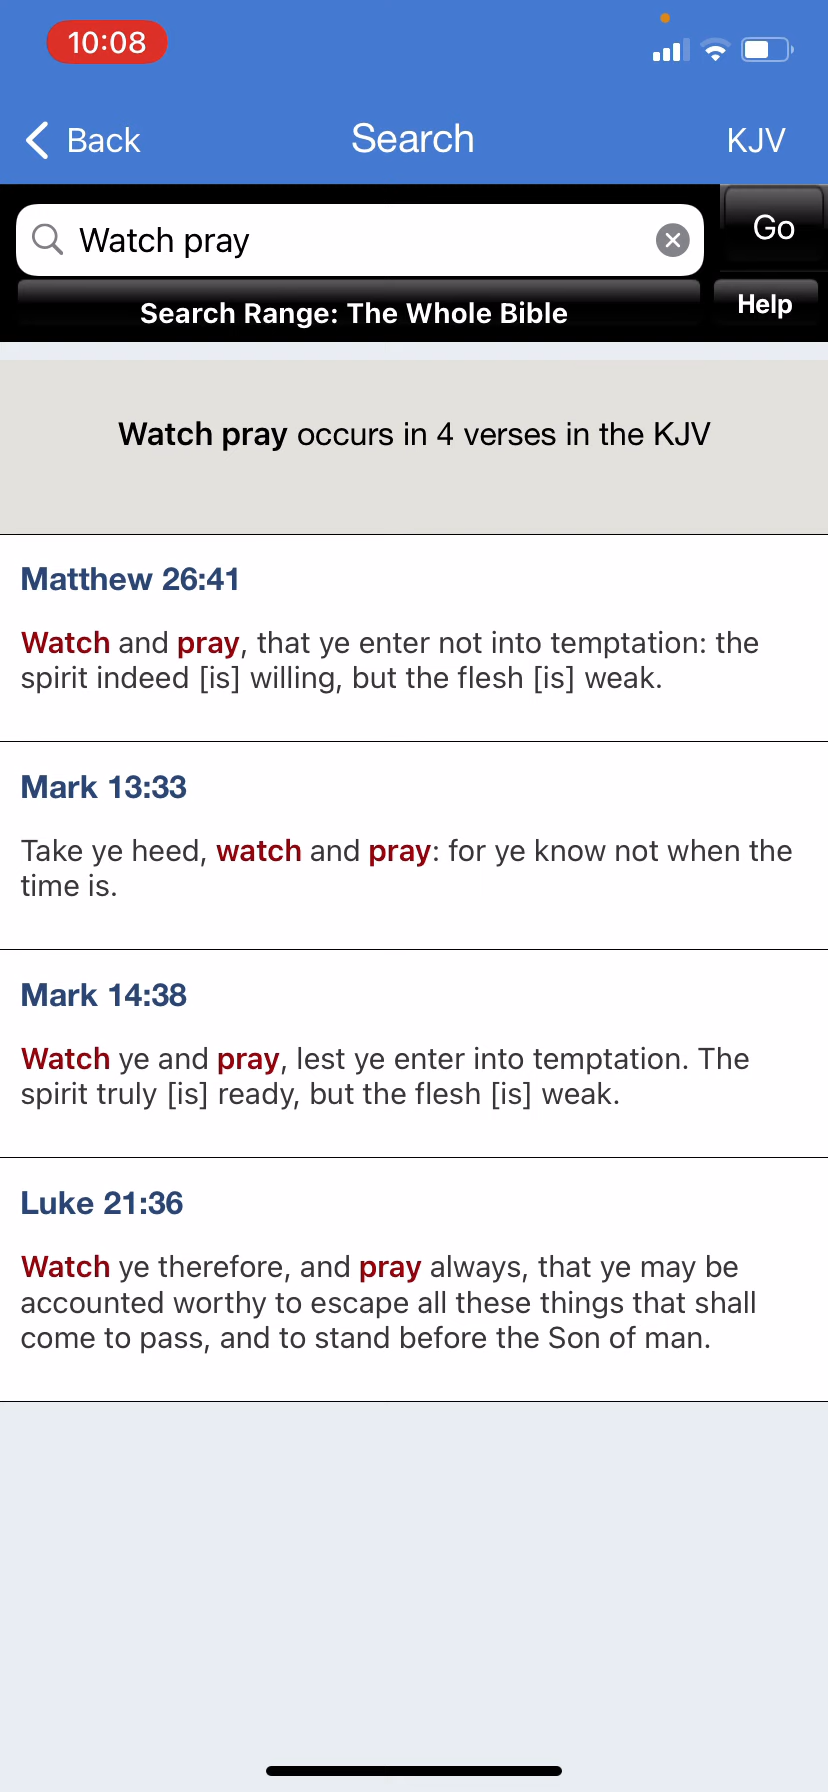 10:08
Back
Search
KJV
Watch pray
Go
Search Range: The Whole Bible
Help
Watch pray occurs in 4 verses in the KJV
Matthew 26:41
Watch and pray, that ye enter not into temptation: the
spirit indeed [is] willing, but the flesh [is] weak.
Mark 13:33
Take ye heed, watch and pray: for ye know not when the
time is.
Mark 14:38
Watch ye and pray, lest ye enter into temptation. The
spirit truly [is] ready, but the flesh [is] weak.
Luke 21:36
Watch ye therefore, and pray always, that ye may be
accounted worthy to escape all these things that shall
come to pass, and to stand before the Son of man.